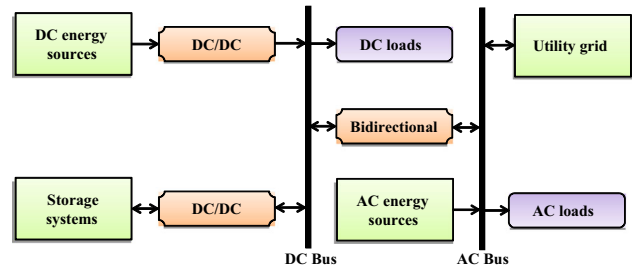 DC energy
sources
DC/DC
DC loads
Utility grid
Bidirectional
Storage
systems
DC/DC
AC energy
sources
AC loads
DC Bus
AC Bus